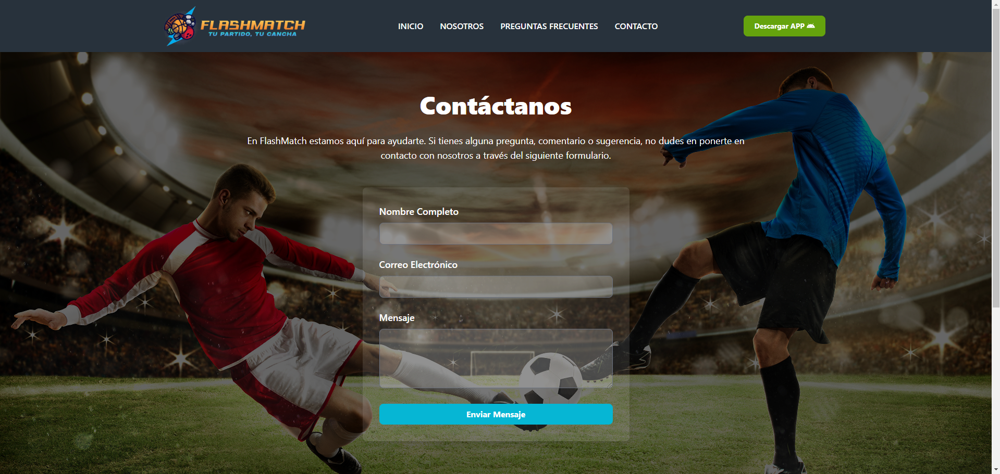 FLASHMATCH
TU PARTIDO, TU CANCHA
INICIO NOSOTROS PREGUNTAS FRECUENTES CONTACTO
Descargar APP
Contáctanos
En FlashMatch estamos aquí para ayudarte. Si tienes alguna pregunta, comentario o sugerencia, no dudes en ponerte en
contacto con nosotros a través del siguiente formulario.
Nombre Completo
Correo Electrónico
Mensaje
Enviar Mensaje